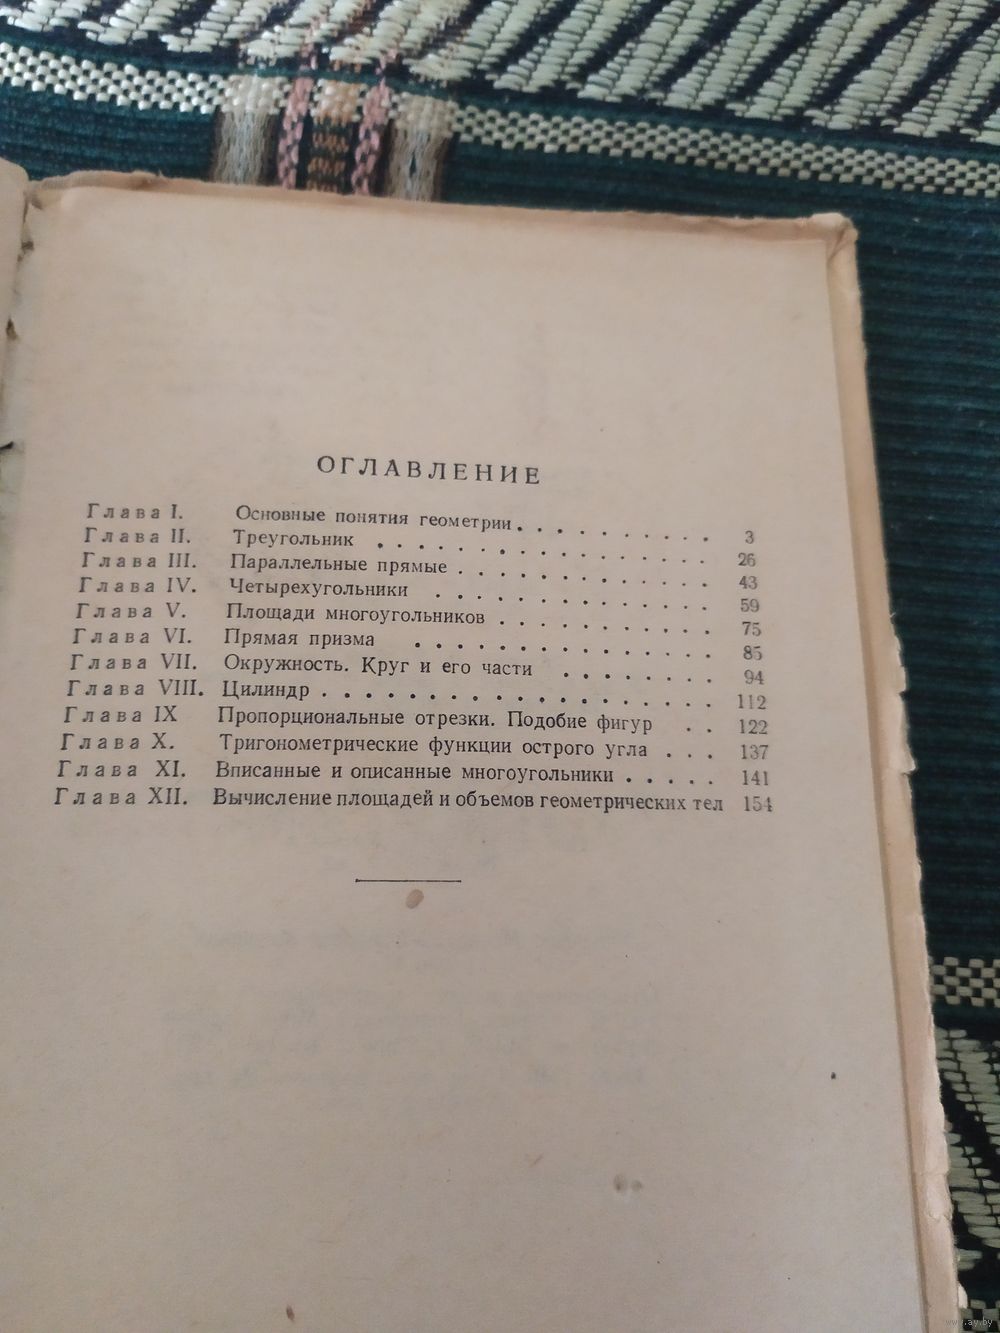 ОГЛАВЛЕНИЕ
Глава I. Основные понятия геометрии . . . . . . . . . . 3
Глава II. Треугольник . . . . . . . . . . . . . . 26
Глава III. Параллельные прямые . . . . . . . . . . . . 43
Глава IV. Четырехугольники . . . . . . . . . . . . 59
Глава V. Площади многоугольников . . . . . . . . . . 75
Глава VI. Прямая призма . . . . . . . . . . . . . 85
Глава VII. Окружность. Круг и его части . . . . . . . . 94
Глава VIII. Цилиндр . . . . . . . . . . . . . . . . 112
Глава IX Пропорциональные отрезки. Подобие фигур . . 122
Глава X. Тригонометрические функции острого угла . . . 137
Глава XI. Вписанные и описанные многоугольники . . . . . 141
Глава XII. Вычисление площадей и объемов геометрических тел 154
www.ay.by